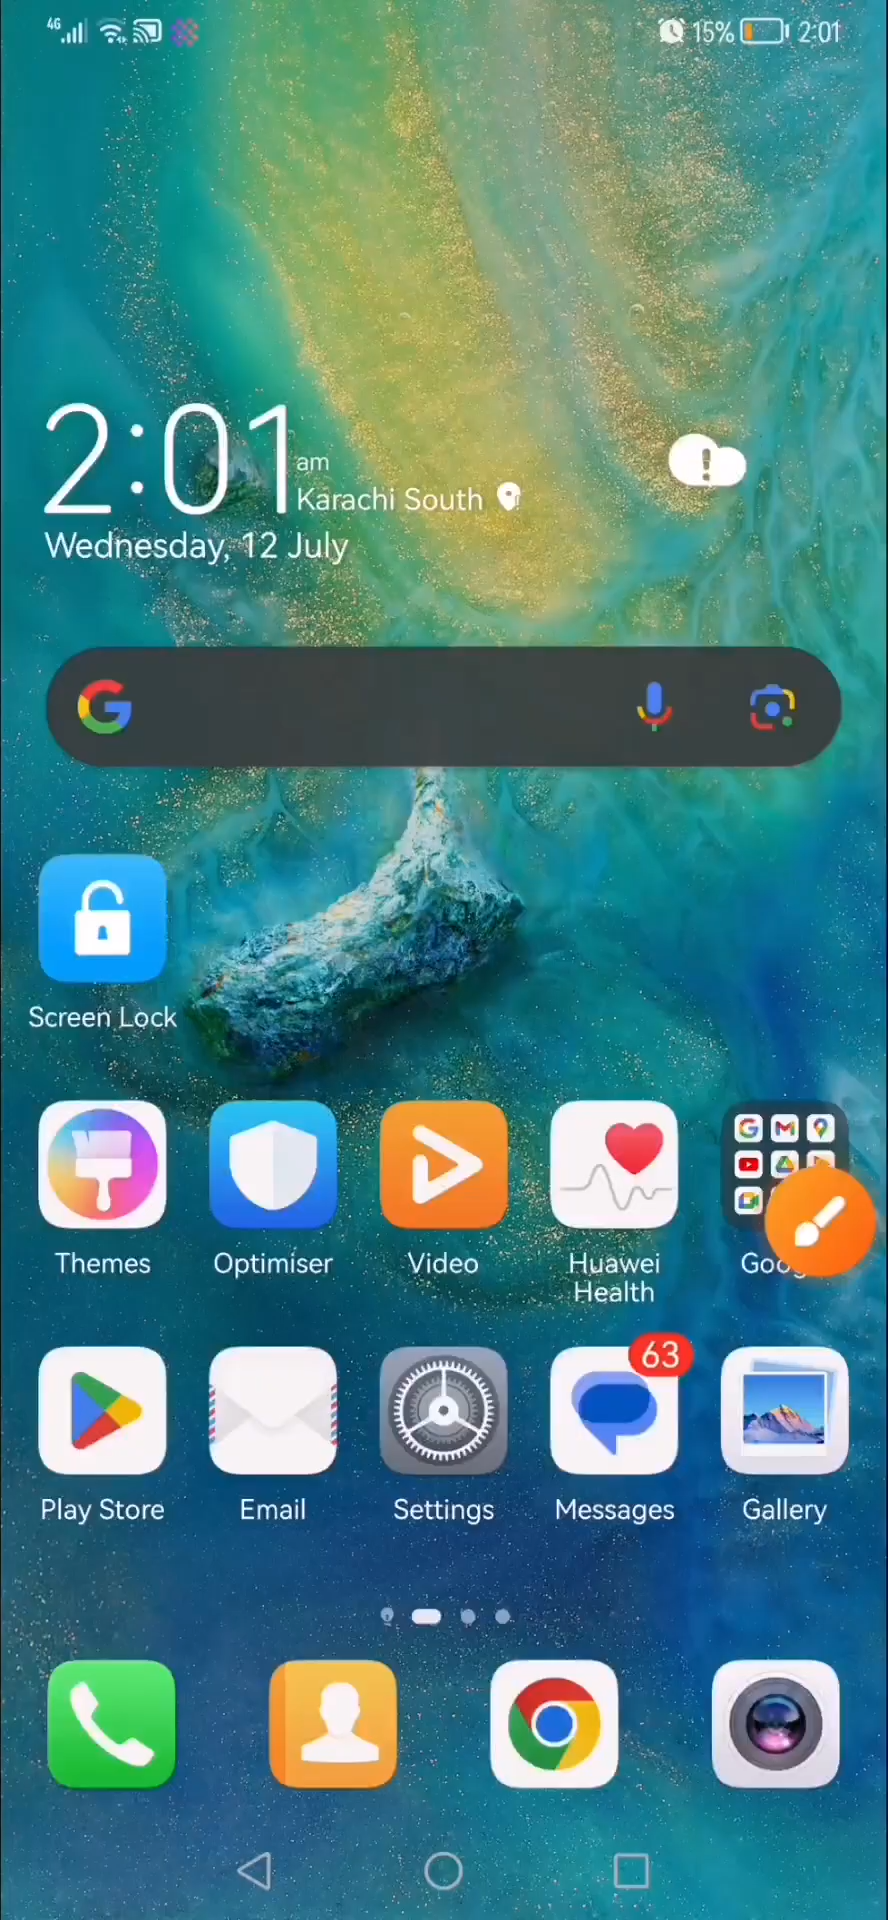 4G 15% 2:01
2:01 am
Karachi South
Wednesday, 12 July
Screen Lock
Themes Optimiser Video Huawei Health
63
Play Store Email Settings Messages Gallery